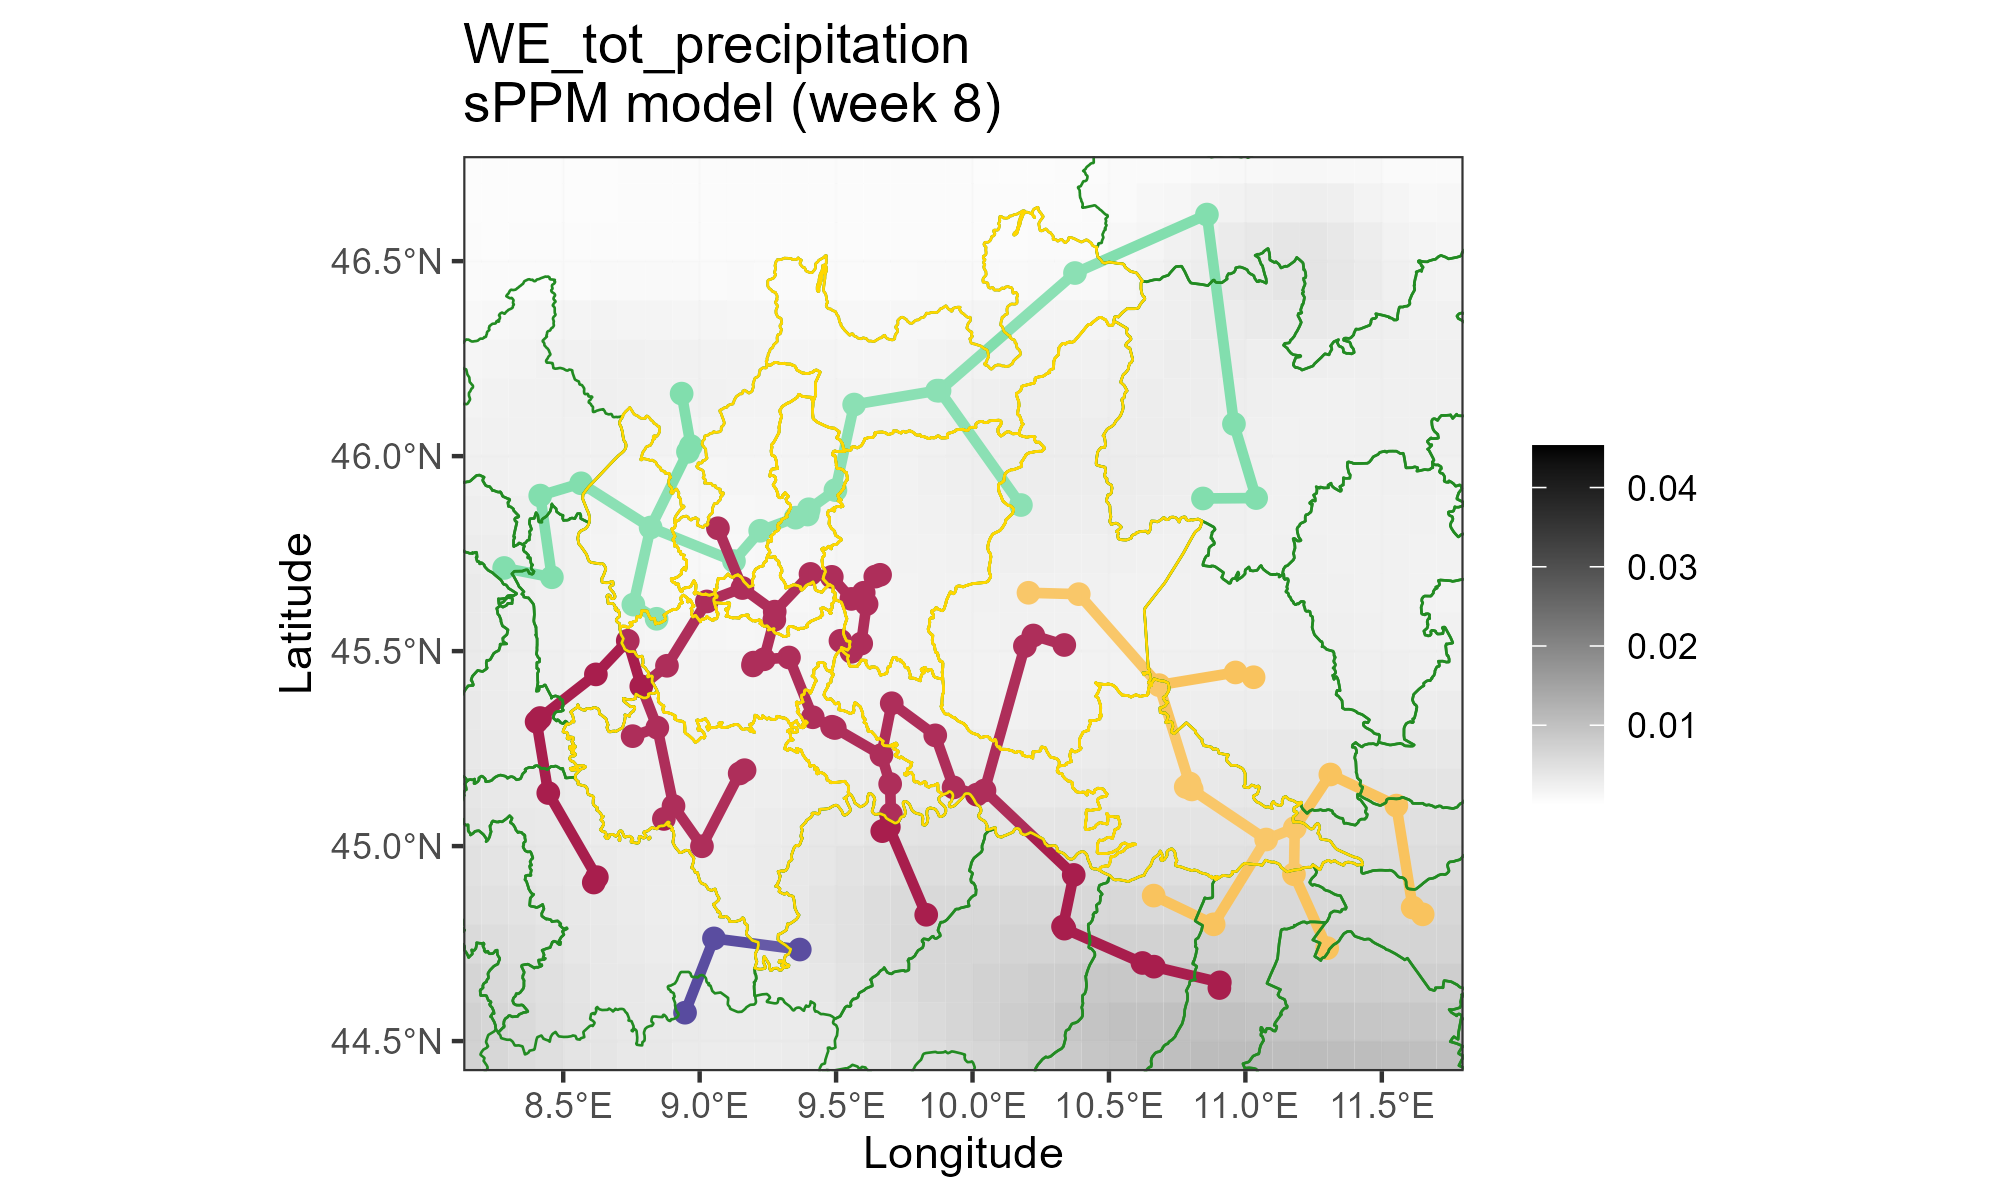 WE_tot_precipitation
sPPM model (week 8)
46.5°N
46.0°N
45.5°N
45.0°N
44.5°N
Latitude
8.5°E
9.0°E
9.5°E
10.0°E
10.5°E
11.0°E
11.5°E
Longitude
0.04
0.03
0.02
0.01